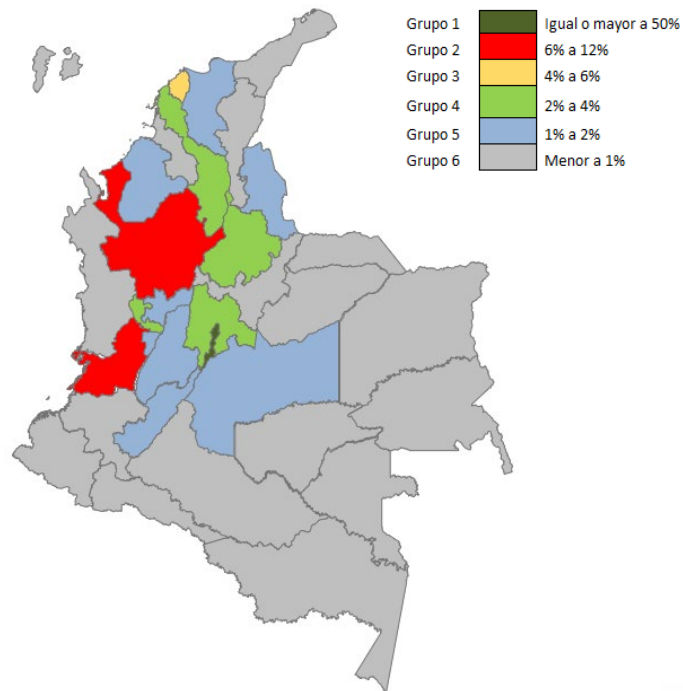 Grupo 1 Igual o mayor a 50%
Grupo 2 6% a 12%
Grupo 3 4% a 6%
Grupo 4 2% a 4%
Grupo 5 1% a 2%
Grupo 6 Menor a 1%